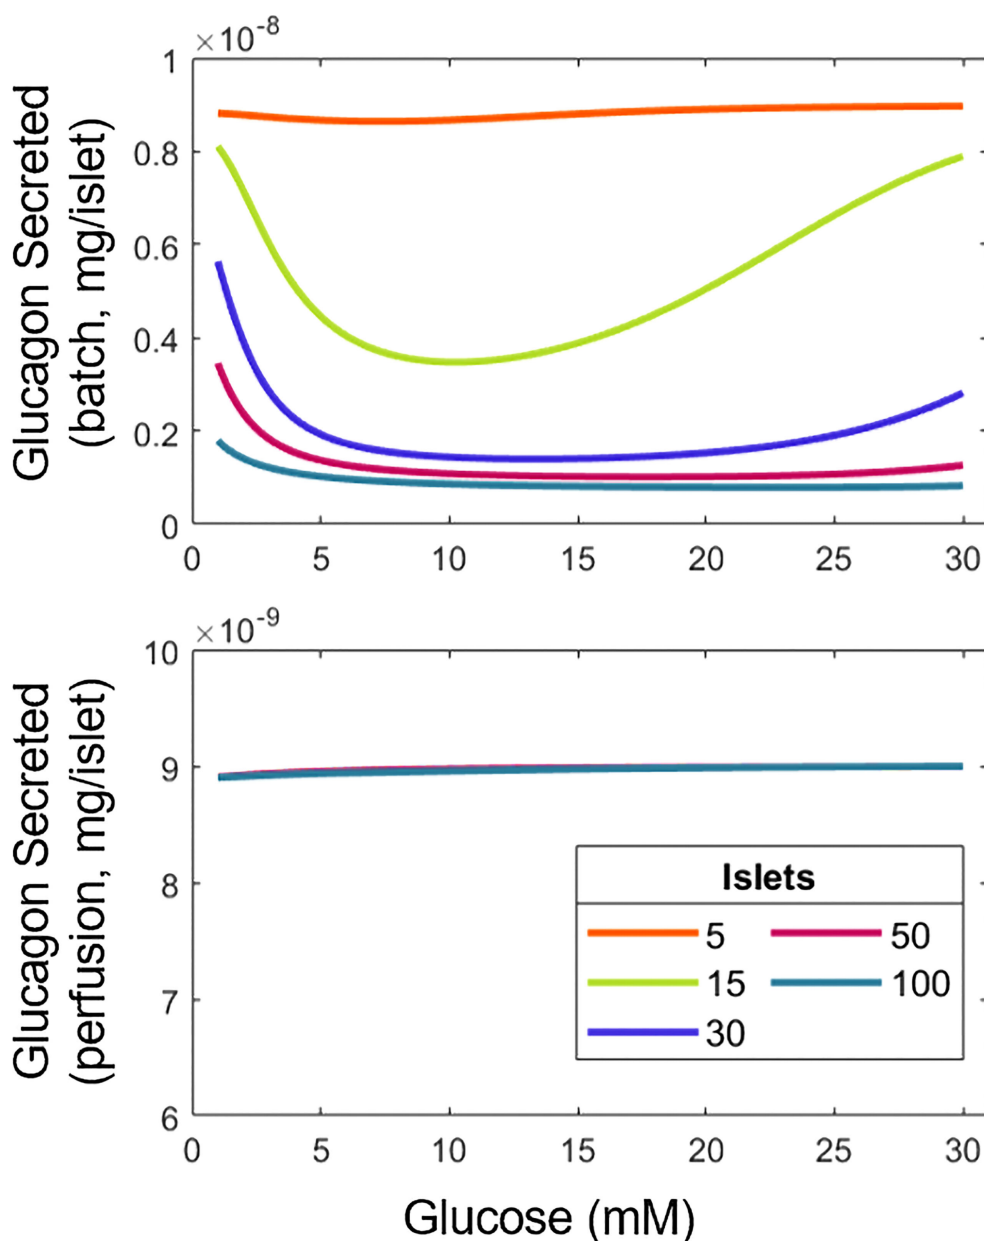 ×10-8
Glucagon Secreted
(batch, mg/islet)
1
0.8
0.6
0.4
0.2
0
0 5 10 15 20 25 30
×10-9
Glucagon Secreted
(perfusion, mg/islet)
10
9
8
7
6
Islets
5 50
15 100
30
0 5 10 15 20 25 30
Glucose (mM)